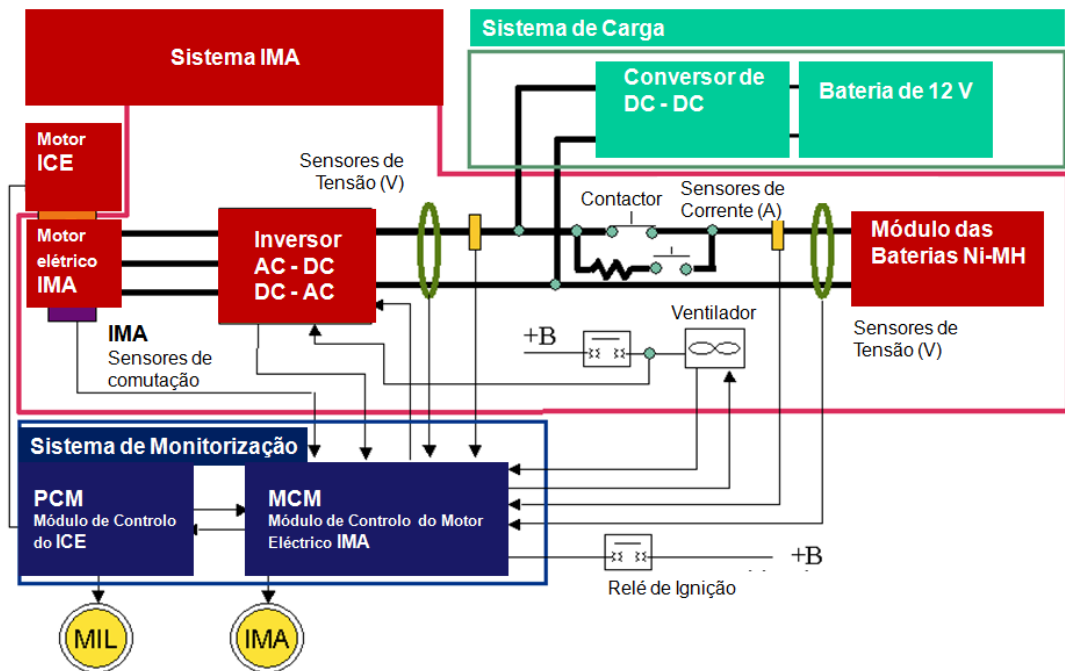 Sistema IMA
Sistema de Carga
Conversor de
DC - DC
Bateria de 12 V
Motor
ICE
Sensores de
Tensão (V)
Contactor
Sensores de
Corrente (A)
Motor
elétrico
IMA
Inversor
AC - DC
DC - AC
Módulo das
Baterias Ni-MH
IMA
Sensores de
comutação
+B
Ventilador
Sensores de
Tensão (V)
Sistema de Monitorização
PCM
Módulo de Controlo
do ICE
MCM
Módulo de Controlo do Motor
Eléctrico IMA
+B
Relé de Ignição
MIL
IMA